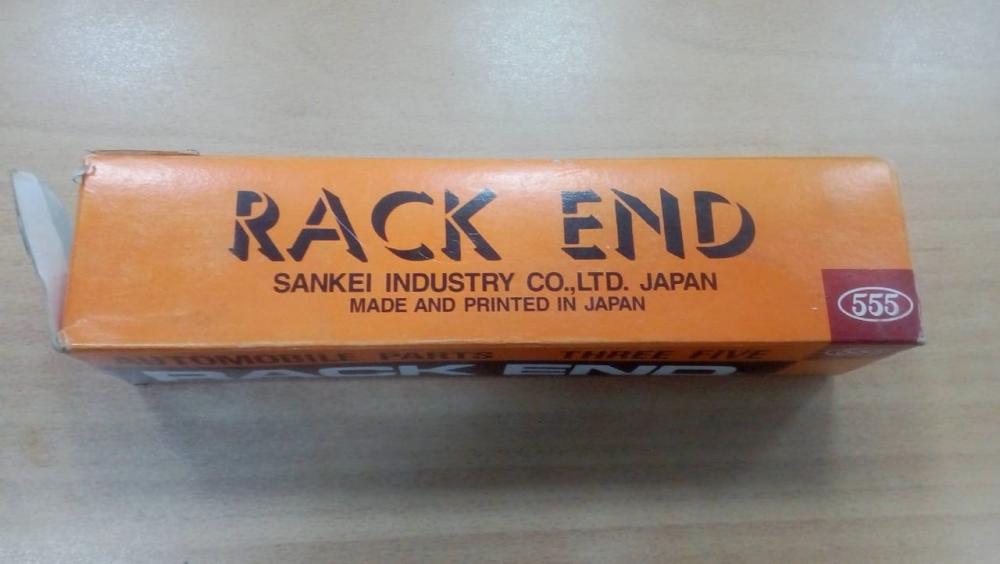 RACK END
SANKEI INDUSTRY CO.,LTD. JAPAN
MADE AND PRINTED IN JAPAN
555
AUTOMOBILE PARTS THREE FIVE
RACK END